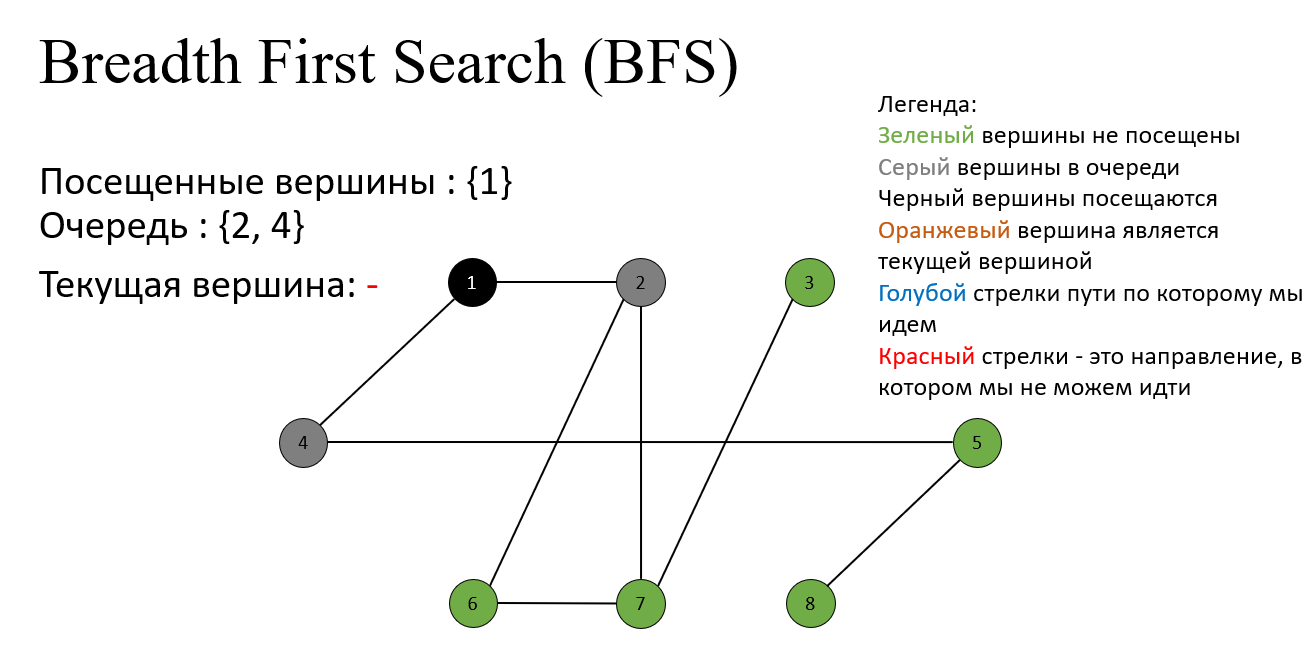 Breadth First Search (BFS)
Посещенные вершины : {1}
Очередь : {2, 4}
Текущая вершина: -
Легенда:
Зеленый вершины не посещены
Серый вершины в очереди
Черный вершины посещаются
Оранжевый вершина является
текущей вершиной
Голубой стрелки пути по которому мы
идем
Красный стрелки - это направление, в
котором мы не можем идти
1
2
3
4
5
6
7
8